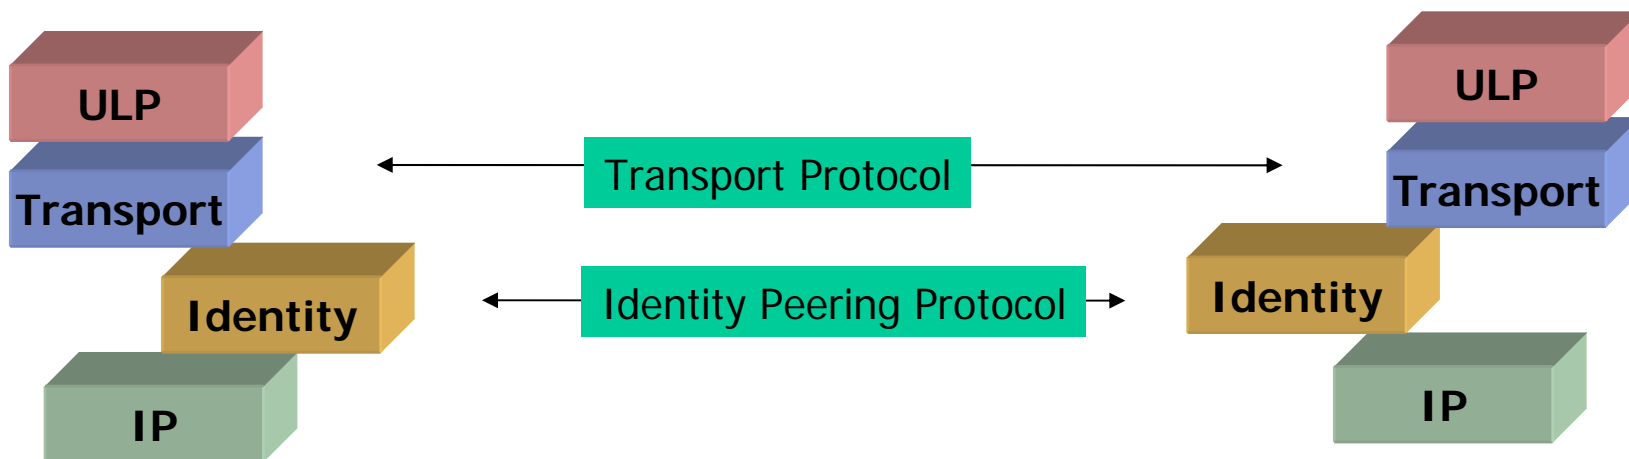 ULP
ULP
Transport Protocol
Transport
Transport
Identity Peering Protocol
Identity
Identity
IP
IP